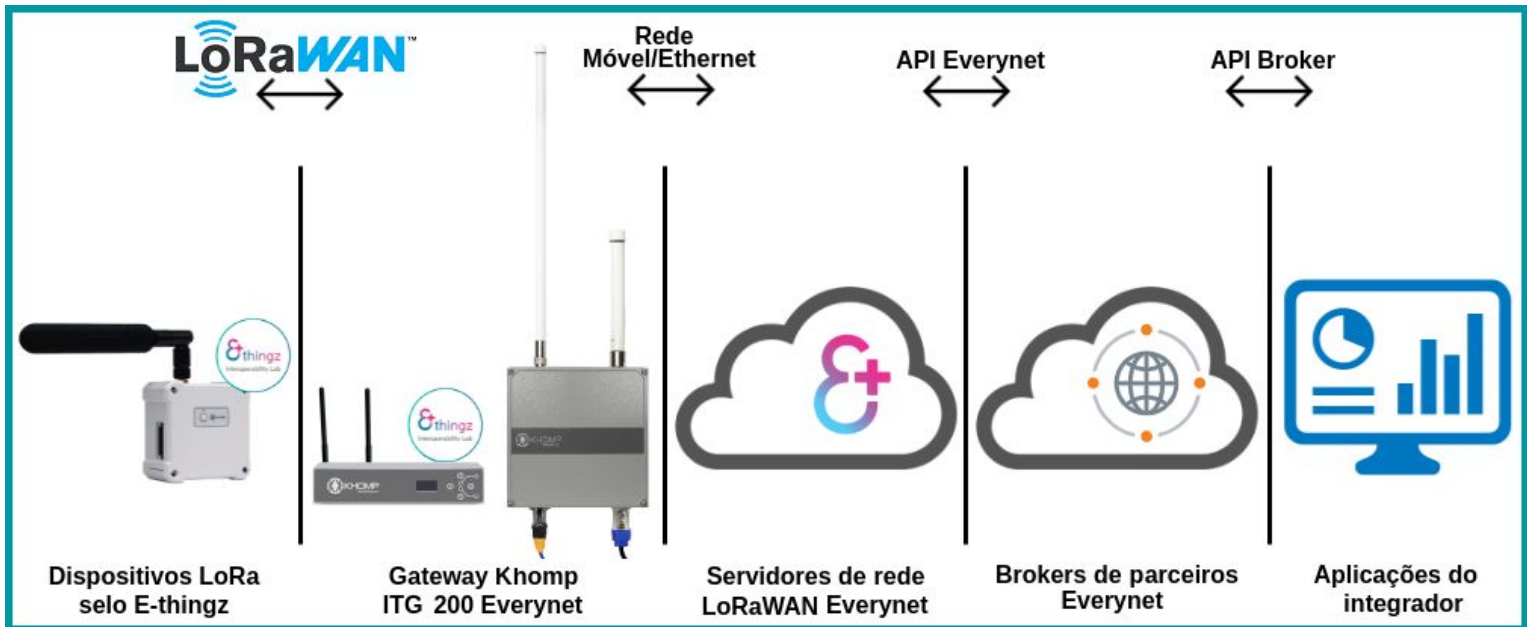 LoRaWAN™
Rede
Móvel/Ethernet
API Everynet
API Broker
E+thingz
Interoperability Lab
E+thingz
Interoperability Lab
KHOMP
KHOMP
Dispositivos LoRa
selo E-thingz
Gateway Khomp
ITG 200 Everynet
Servidores de rede
LoRaWAN Everynet
Brokers de parceiros
Everynet
Aplicações do
integrador